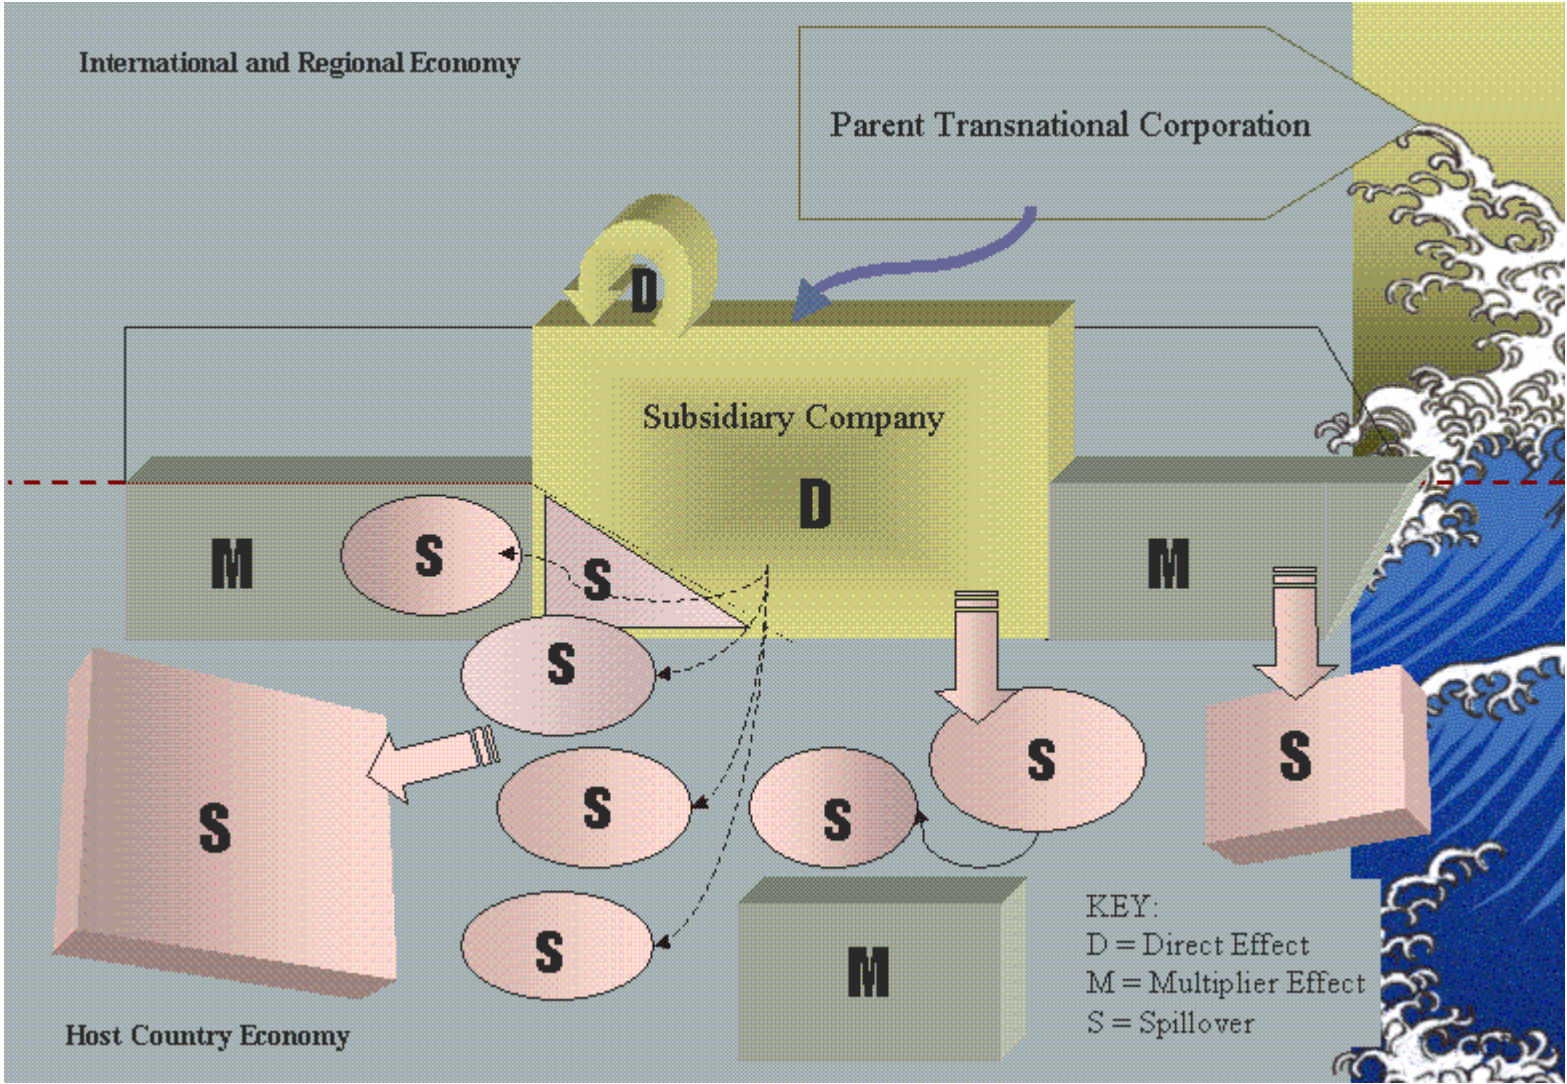 International and Regional Economy
Parent Transnational Corporation
D
Subsidiary Company
D
M
S
S
M
S
S
S
S
S
S
S
M
KEY:
D = Direct Effect
M = Multiplier Effect
S = Spillover
Host Country Economy